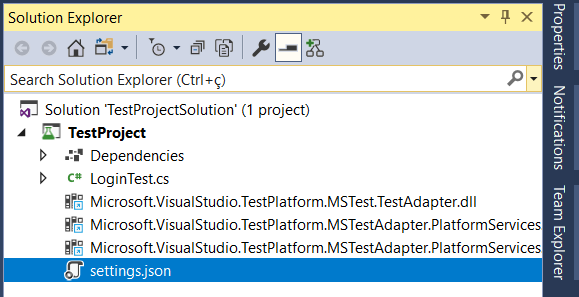 Solution Explorer
Search Solution Explorer (Ctrl+ç)
Solution 'TestProjectSolution' (1 project)
TestProject
Dependencies
C# LoginTest.cs
Microsoft.VisualStudio.TestPlatform.MSTest.TestAdapter.dll
Microsoft.VisualStudio.TestPlatform.MSTestAdapter.PlatformServices
Microsoft.VisualStudio.TestPlatform.MSTestAdapter.PlatformServices
settings.json
Properties
Notifications
Team Explorer